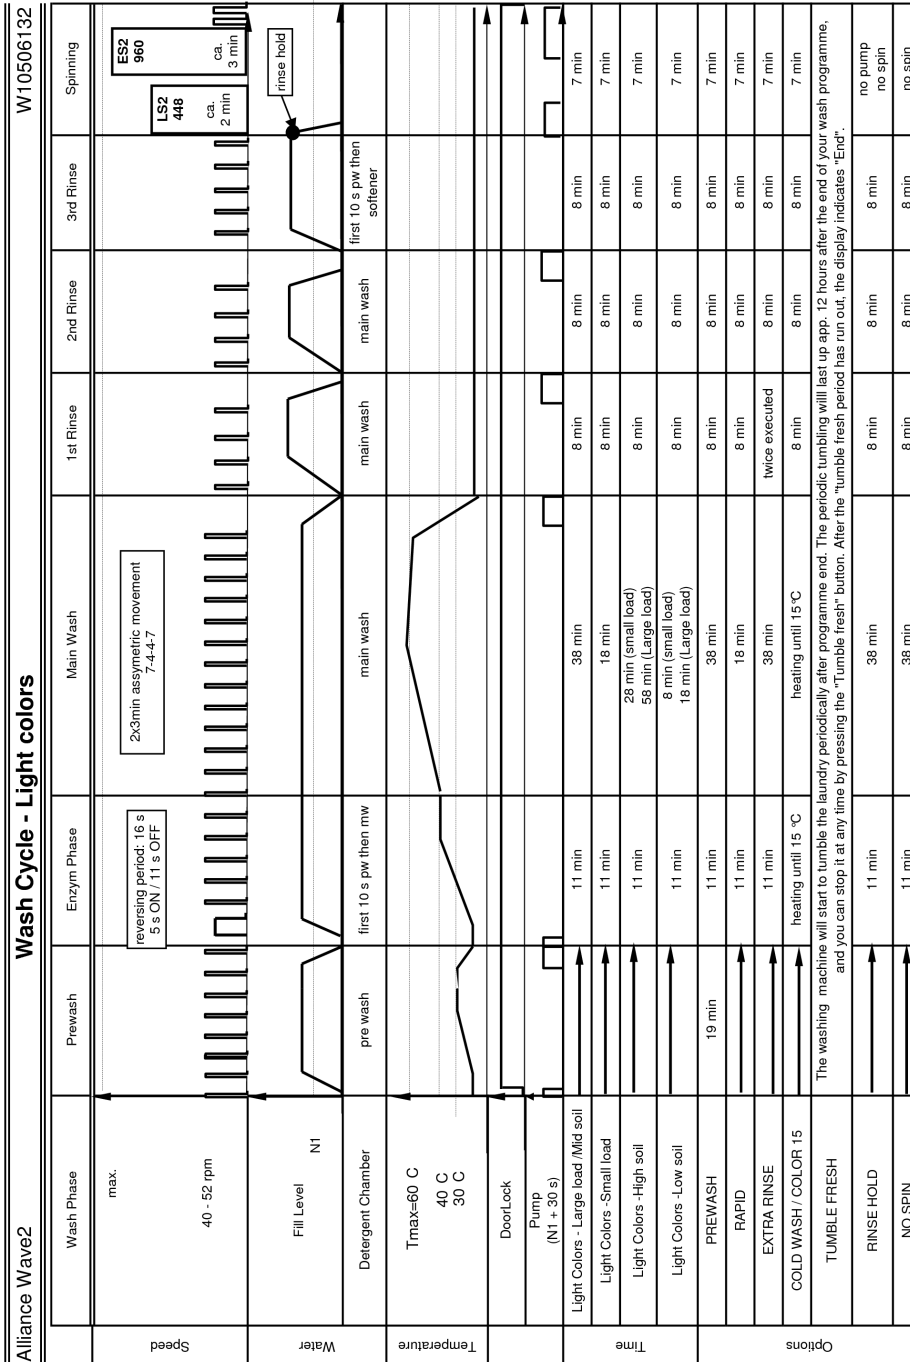 Alliance Wave2
Wash Cycle - Light colors
W10506132
Wash Phase
Prewash
Enzym Phase
Main Wash
1st Rinse
2nd Rinse
3rd Rinse
Spinning
Speed
max.
40 - 52 rpm
reversing period: 16 s
5 s ON / 11 s OFF
2x3min assymetric movement
7-4-4-7
LS2
448
ca.
2 min
ES2
960
ca.
3 min
Water
Fill Level
N1
rinse hold
Detergent Chamber
pre wash
first 10 s pw then mw
main wash
main wash
main wash
first 10 s pw then
softener
Temperature
Tmax=60 C
40 C
30 C
DoorLock
Pump
(N1 + 30 s)
Time
Light Colors - Large load /Mid soil
11 min
38 min
8 min
8 min
8 min
7 min
Light Colors -Small load
11 min
18 min
8 min
8 min
8 min
7 min
Light Colors -High soil
11 min
28 min (small load)
58 min (Large load)
8 min
8 min
8 min
7 min
Light Colors -Low soil
11 min
8 min (small load)
18 min (Large load)
8 min
8 min
8 min
7 min
Options
PREWASH
19 min
11 min
38 min
8 min
8 min
8 min
7 min
RAPID
11 min
18 min
8 min
8 min
8 min
7 min
EXTRA RINSE
11 min
38 min
twice executed
8 min
8 min
7 min
COLD WASH / COLOR 15
heating until 15 °C
heating until 15°C
8 min
8 min
8 min
7 min
TUMBLE FRESH
The washing machine will start to tumble the laundry periodically after programme end. The periodic tumbling willl last up app. 12 hours after the end of your wash programme,
and you can stop it at any time by pressing the "Tumble fresh" button. After the "tumble fresh period has run out, the display indicates "End".
RINSE HOLD
11 min
38 min
8 min
8 min
8 min
no pump
no spin
NO SPIN
11 min
38 min
8 min
8 min
8 min
no spin